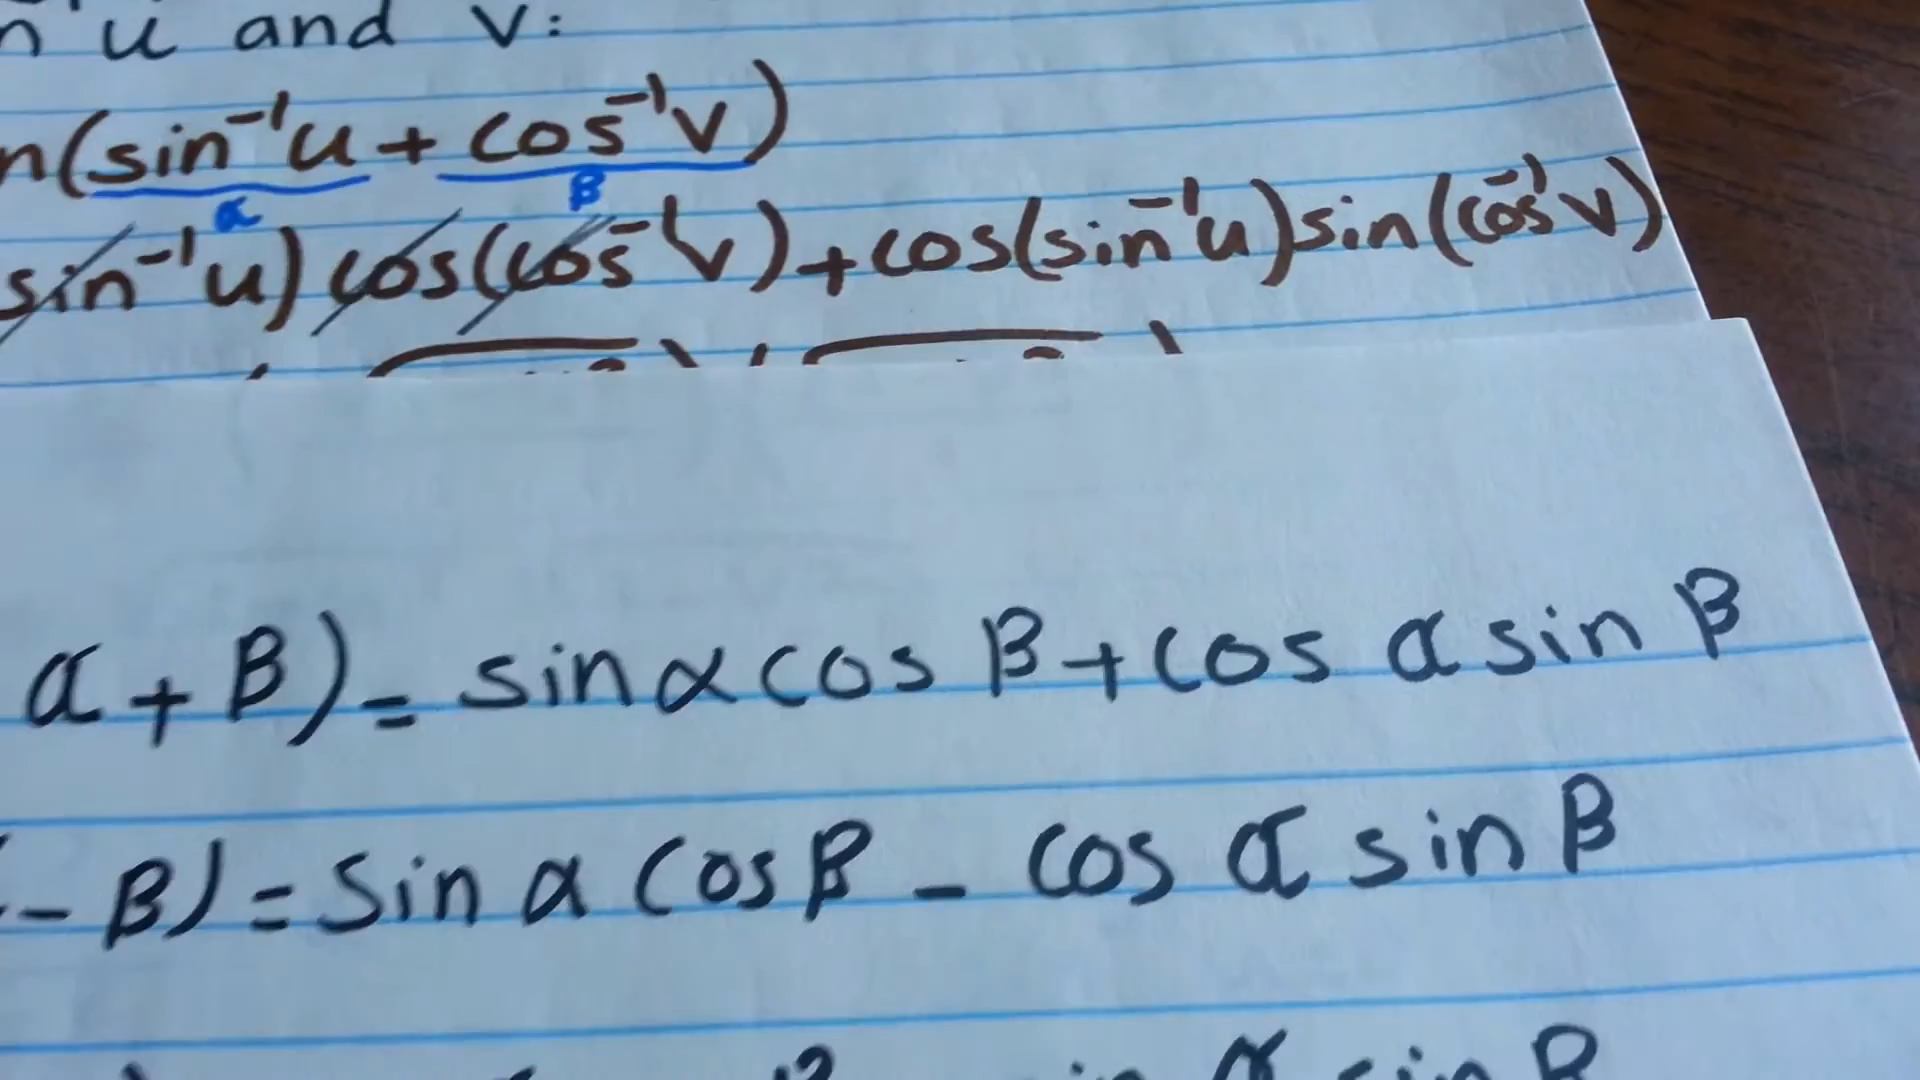 n u and v:
n(sin⁻¹u + cos⁻¹v)
α β
sin⁻¹u) cos(cos⁻¹v) + cos(sin⁻¹u) sin(cos⁻¹v)
α + β) = sin α cos β + cos α sin β
- β) = sin α cos β - cos α sin β
α sin β